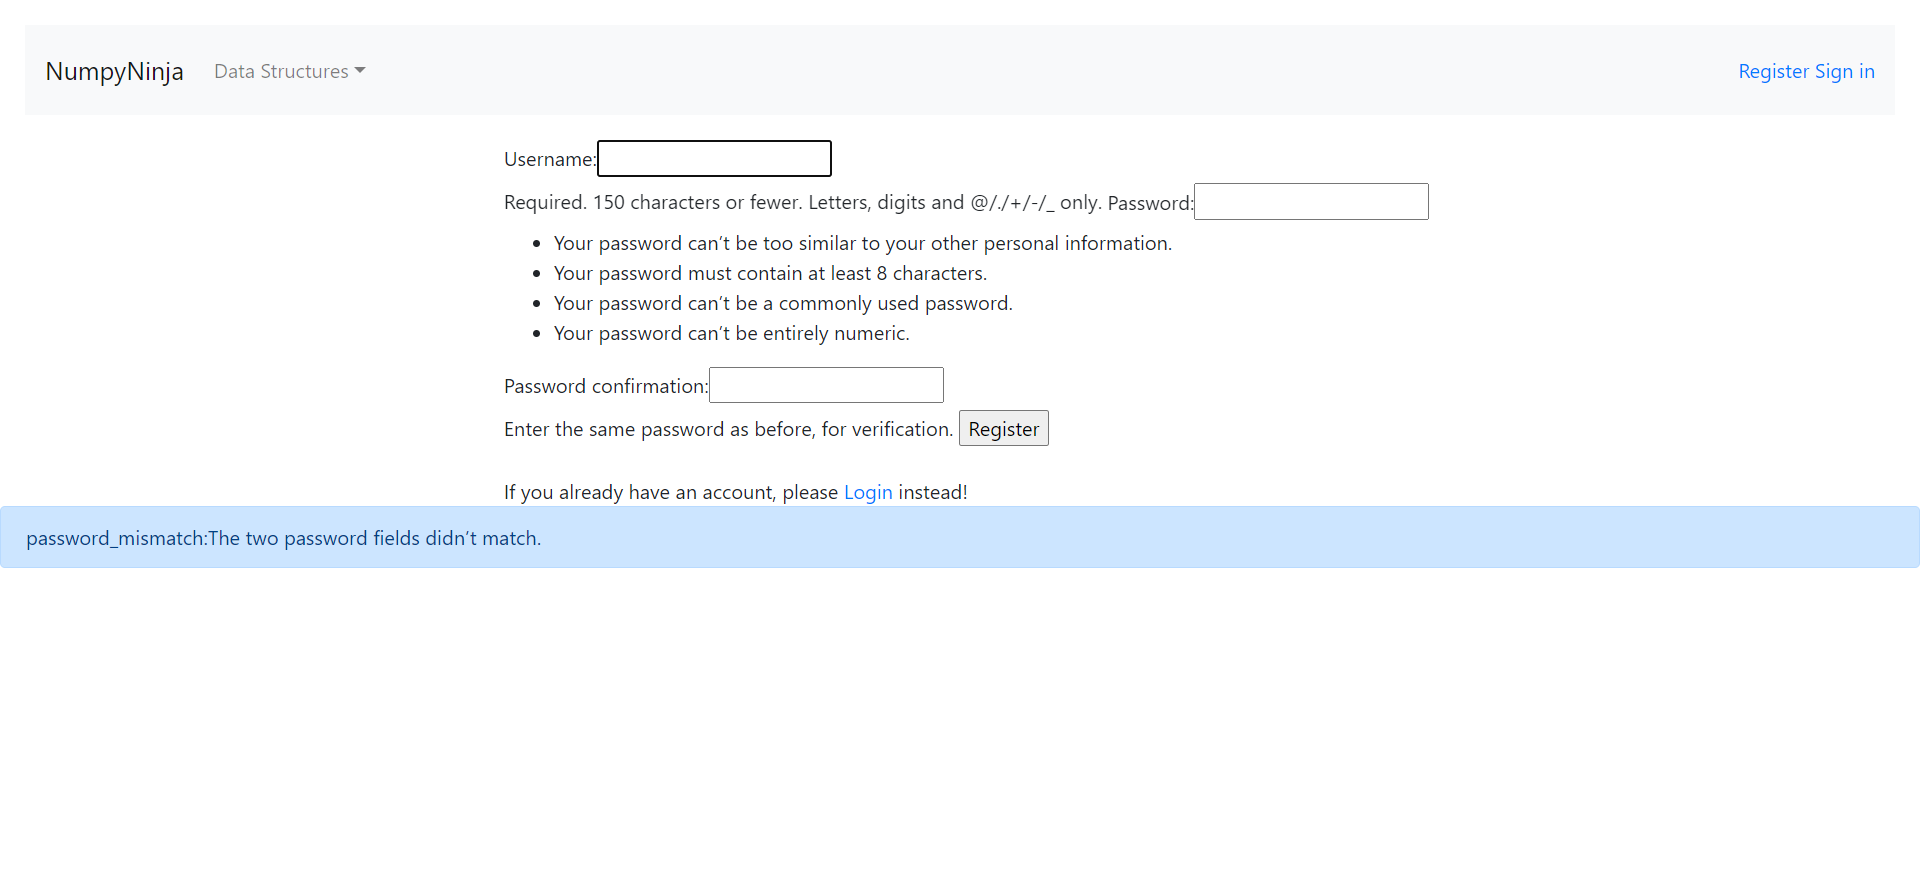 NumpyNinja Data Structures Register Sign in
Username:
Required. 150 characters or fewer. Letters, digits and @/./+/-/_ only. Password:
Your password can’t be too similar to your other personal information.
Your password must contain at least 8 characters.
Your password can’t be a commonly used password.
Your password can’t be entirely numeric.
Password confirmation:
Enter the same password as before, for verification. Register
If you already have an account, please Login instead!
password_mismatch:The two password fields didn’t match.